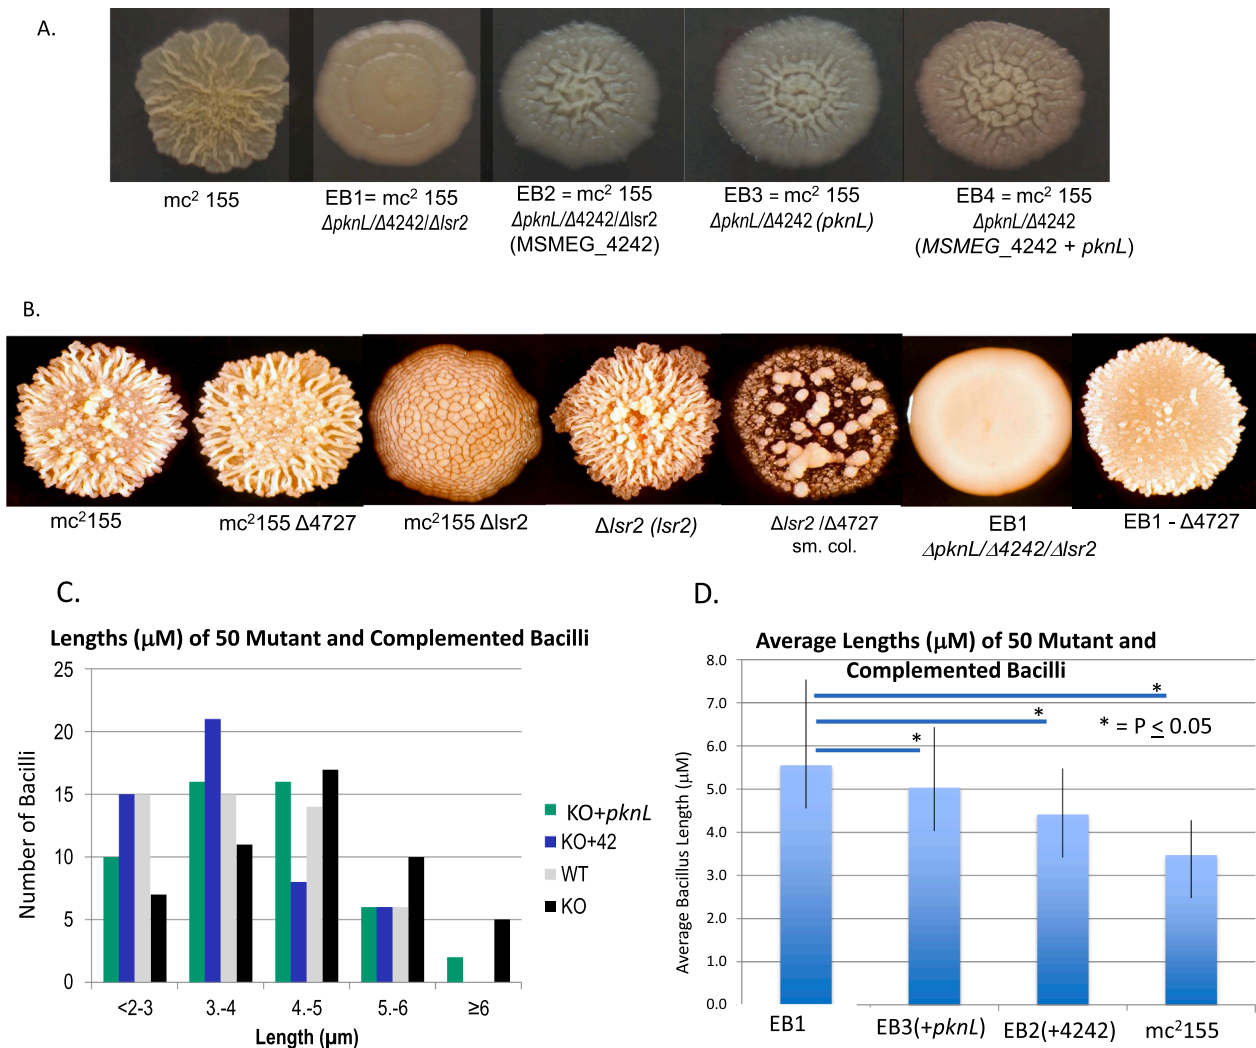 A.
mc² 155
EB1= mc² 155
ΔpknL/Δ4242/Δlsr2
EB2 = mc² 155
ΔpknL/Δ4242/Δlsr2
(MSMEG_4242)
EB3 = mc² 155
ΔpknL/Δ4242 (pknL)
EB4 = mc² 155
ΔpknL/Δ4242
(MSMEG_4242 + pknL)
B.
mc²155
mc²155 Δ4727
mc²155 Δlsr2
Δlsr2 (lsr2)
Δlsr2 /Δ4727
sm. col.
EB1
ΔpknL/Δ4242/Δlsr2
EB1 - Δ4727
C.
Lengths (µM) of 50 Mutant and Complemented Bacilli
25
20
15
10
5
0
Number of Bacilli
<2-3
3.-4
4.-5
5.-6
≥6
Length (µm)
KO+pknL
KO+42
WT
KO
D.
Average Lengths (µM) of 50 Mutant and
Complemented Bacilli
8.0
7.0
6.0
5.0
4.0
3.0
2.0
1.0
0.0
Average Bacillus Length (µM)
*
*
*
* = P ≤ 0.05
EB1
EB3(+pknL)
EB2(+4242)
mc²155